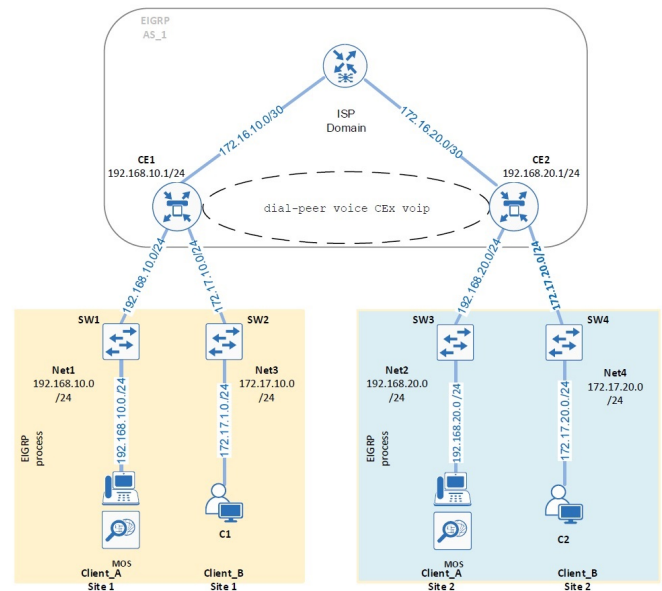 EIGRP
AS_1
ISP
Domain
172.16.10.0/30
172.16.20.0/30
CE1
192.168.10.1/24
CE2
192.168.20.1/24
dial-peer voice CEx voip
192.168.10.0/24
172.17.10.0/24
192.168.20.0/24
172.17.20.0/24
SW1
SW2
SW3
SW4
Net1
192.168.10.0
/24
Net3
172.17.10.0
/24
Net2
192.168.20.0
/24
Net4
172.17.20.0
/24
192.168.10.0./24
172.17.1.0./24
192.168.20.0 /24
172.17.20.0/24
EIGRP
process
EIGRP
process
C1
C2
MOS
Client_A
Site 1
Client_B
Site 1
MOS
Client_A
Site 2
Client_B
Site 2